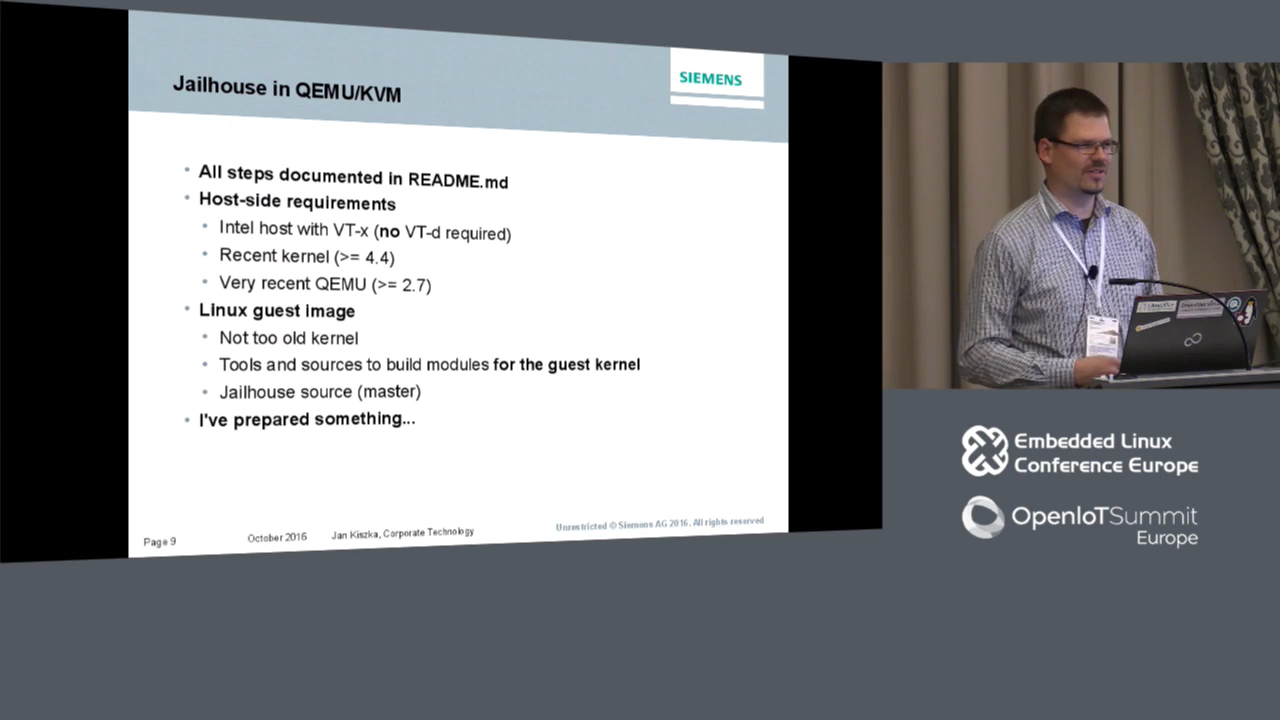 Jailhouse in QEMU/KVM
SIEMENS
All steps documented in README.md
Host-side requirements
Intel host with VT-x (no VT-d required)
Recent kernel (>= 4.4)
Very recent QEMU (>= 2.7)
Linux guest image
Not too old kernel
Tools and sources to build modules for the guest kernel
Jailhouse source (master)
I've prepared something...
Page 9
October 2016
Jan Kiszka, Corporate Technology
Unrestricted © Siemens AG 2016. All rights reserved
Embedded Linux
Conference Europe
OpenIoTSummit
Europe